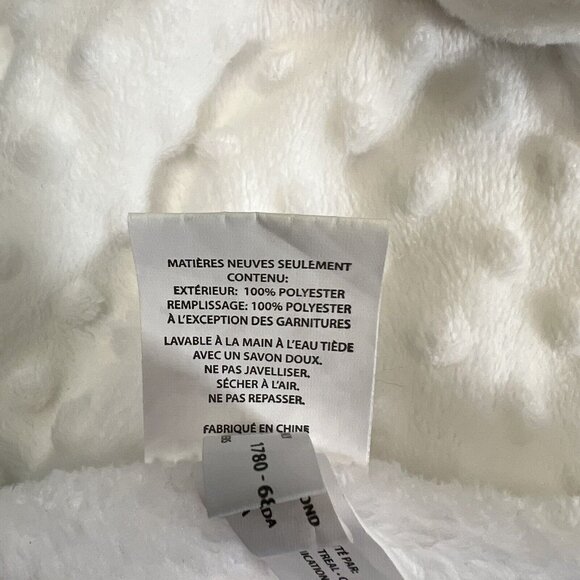 MATIÈRES NEUVES SEULEMENT
CONTENU:
EXTÉRIEUR: 100% POLYESTER
REMPLISSAGE: 100% POLYESTER
À L'EXCEPTION DES GARNITURES
LAVABLE À LA MAIN À L'EAU TIÈDE
AVEC UN SAVON DOUX.
NE PAS JAVELLISER.
SÉCHER À L'AIR.
NE PAS REPASSER.
FABRIQUÉ EN CHINE
1780 -